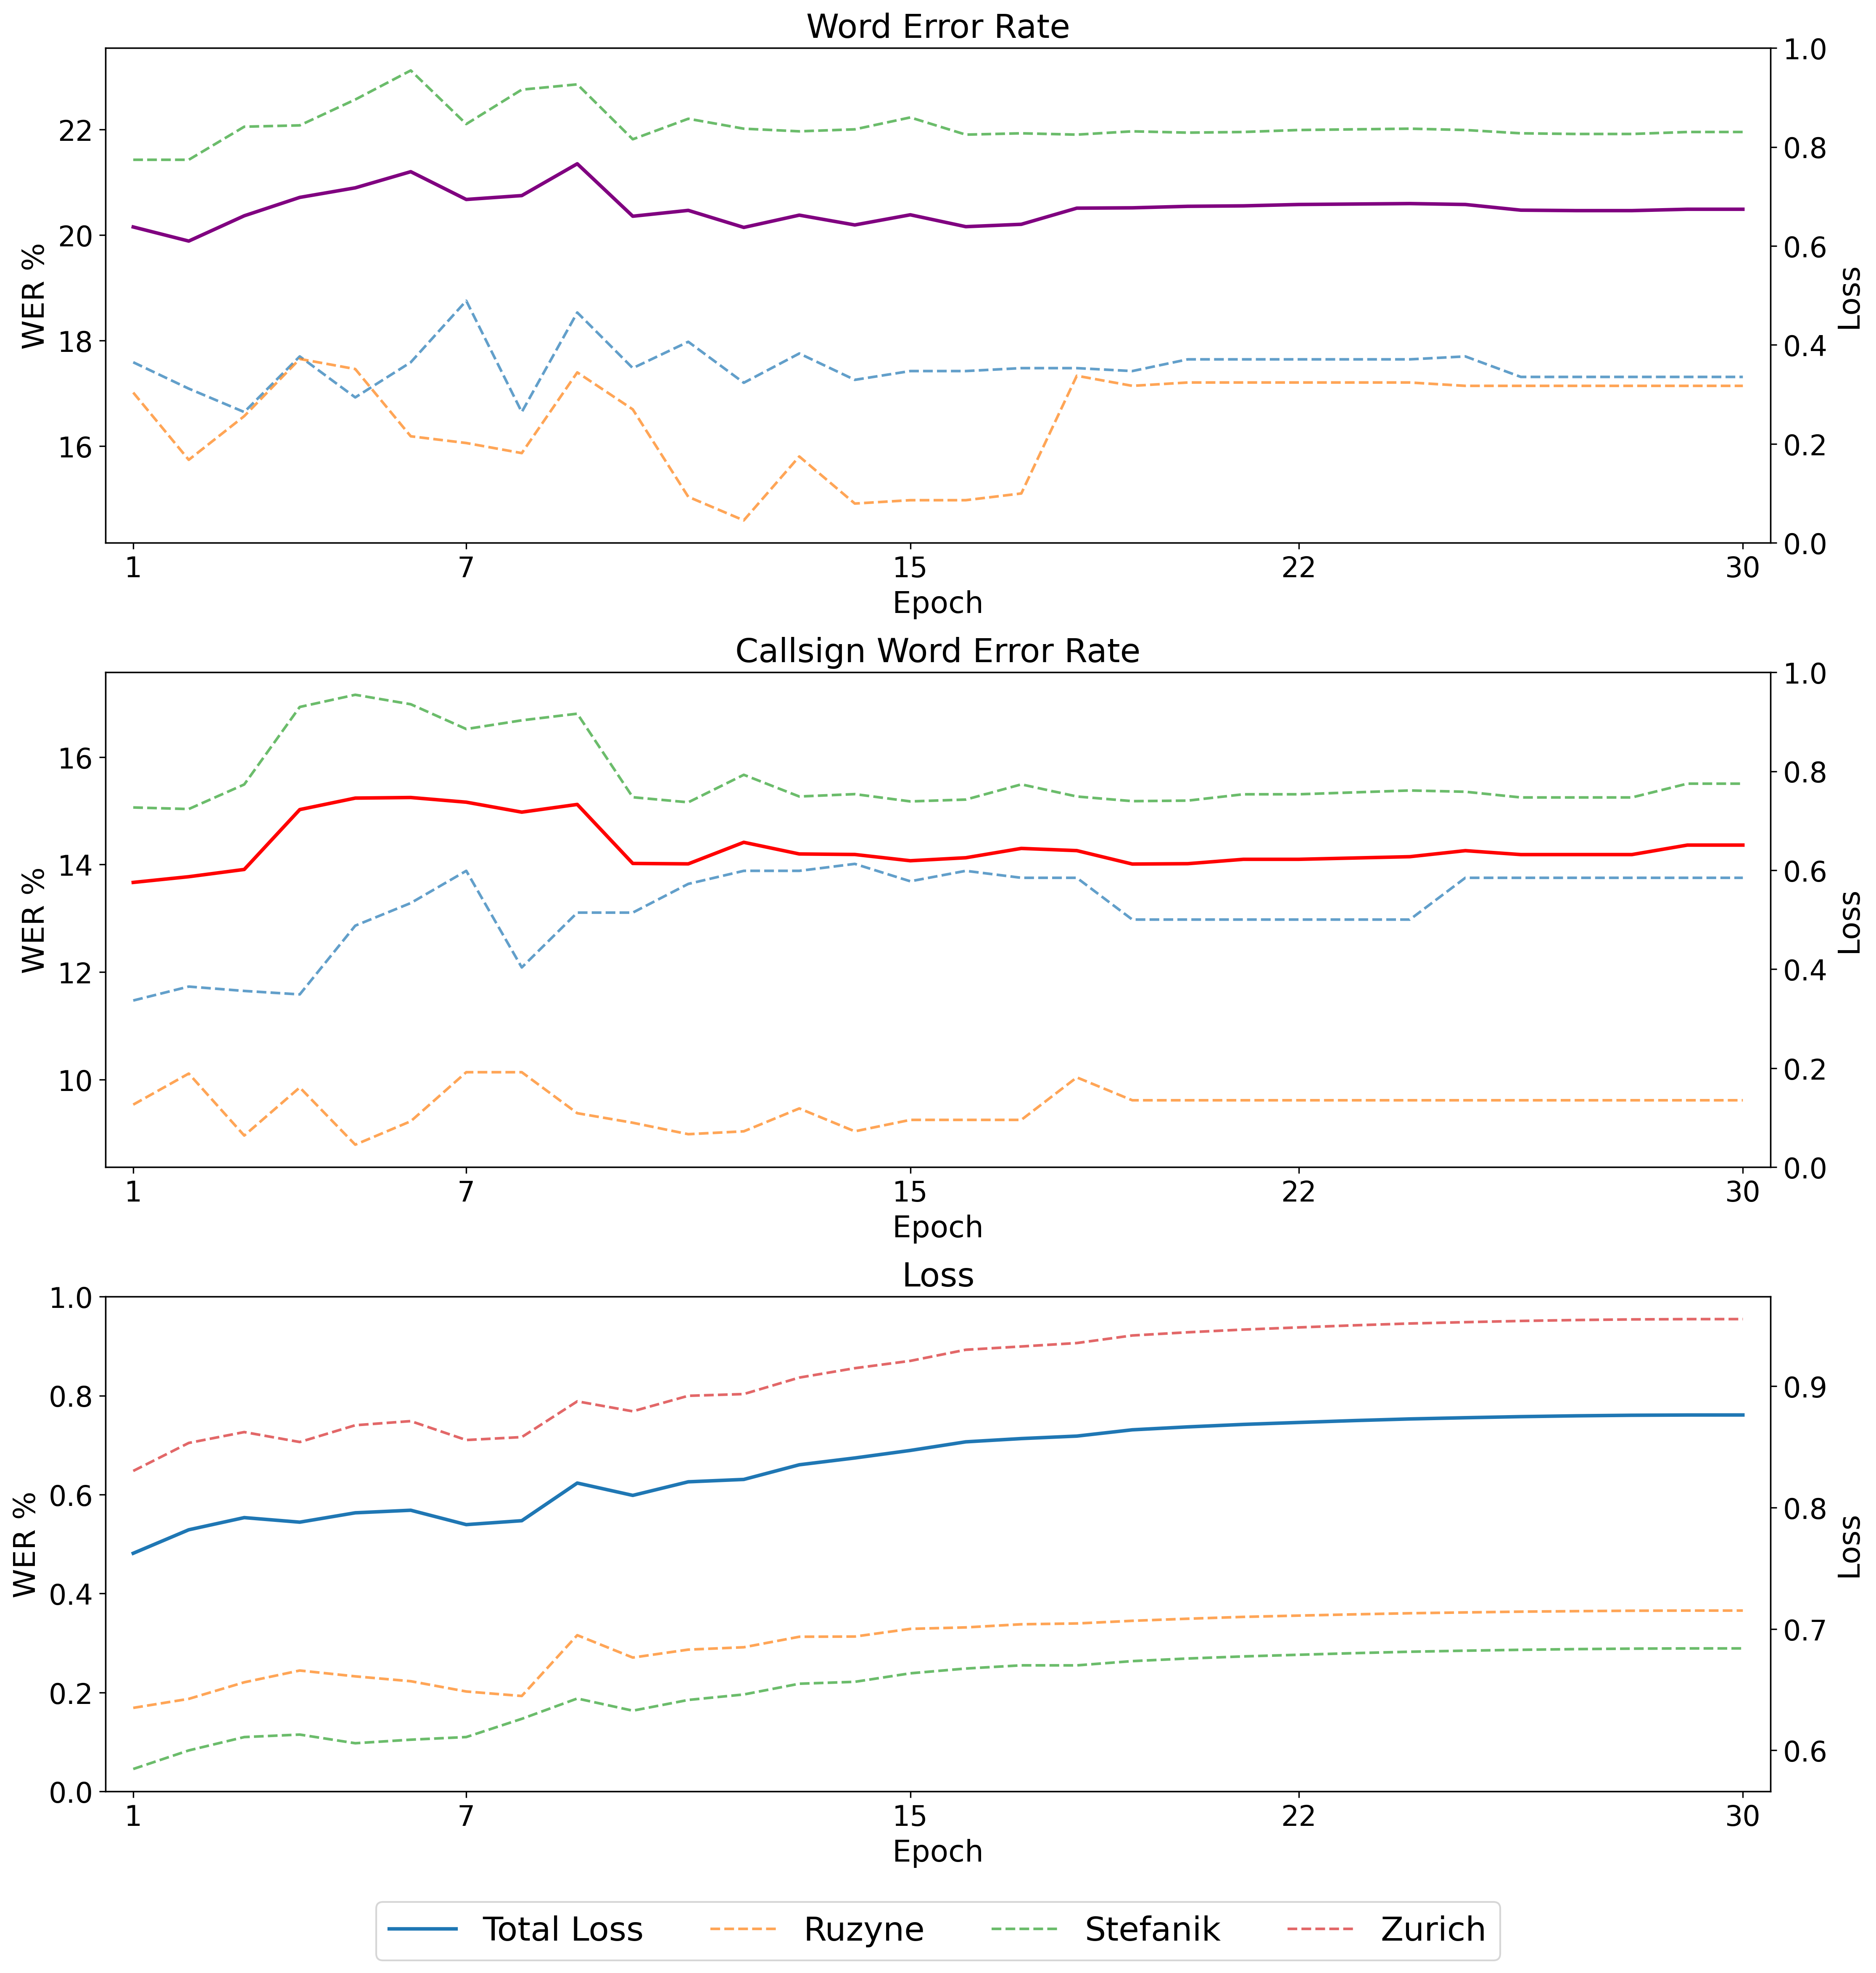 Word Error Rate
22
20
18
16
WER %
1.0
0.8
0.6
0.4
0.2
0.0
Loss
1 7 15 22 30
Epoch
Callsign Word Error Rate
16
14
12
10
WER %
1.0
0.8
0.6
0.4
0.2
0.0
Loss
1 7 15 22 30
Epoch
Loss
1.0
0.8
0.6
0.4
0.2
0.0
WER %
0.9
0.8
0.7
0.6
Loss
1 7 15 22 30
Epoch
Total Loss Ruzyne Stefanik Zurich